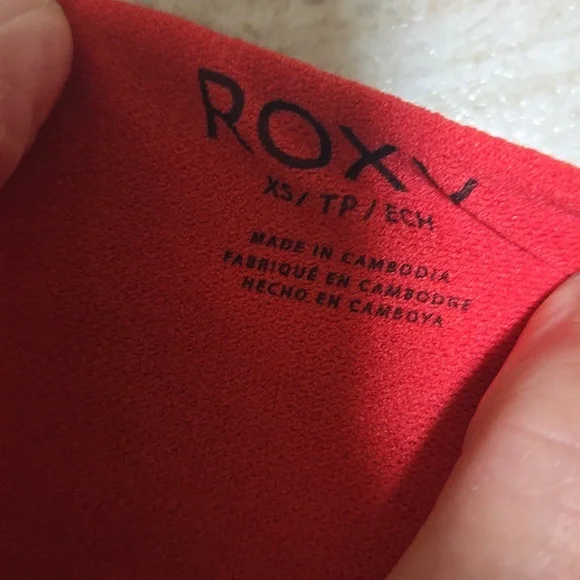 ROXY
XS / TP / ECH
MADE IN CAMBODIA
FABRIQUÉ EN CAMBODGE
HECHO EN CAMBOYA